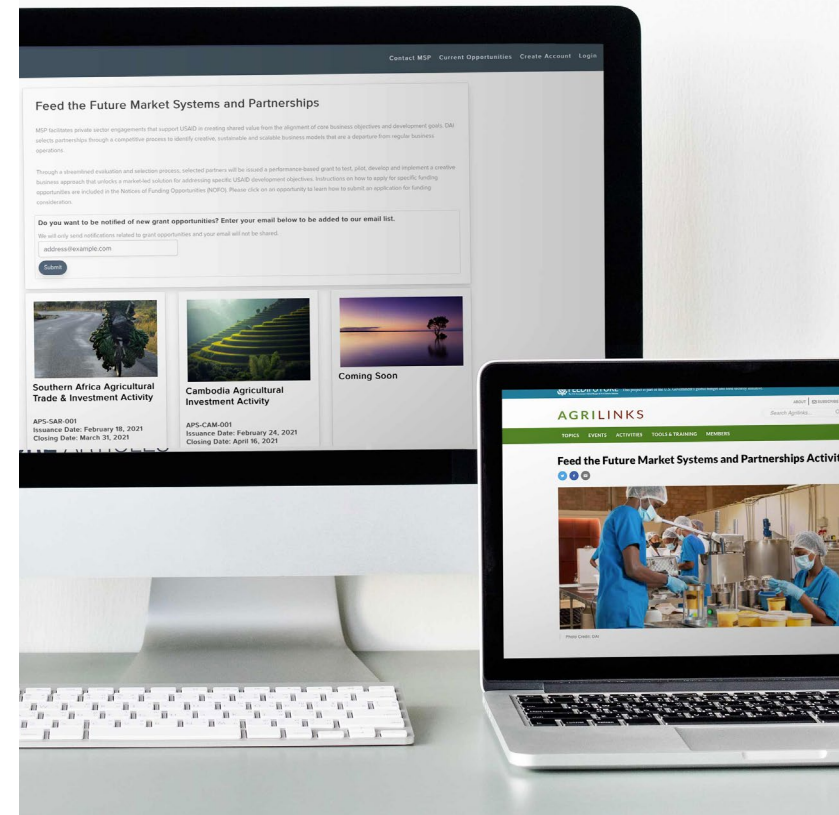 Contact MSP Current Opportunities Create Account Login
Feed the Future Market Systems and Partnerships
MSP facilitates private sector engagements that support USAID in creating shared value from the alignment of core business objectives and development goals. DAI
selects partnerships through a competitive process to identify creative, sustainable and scalable business models that are a departure from regular business
operations.
Through a streamlined evaluation and selection process, selected partners will be issued a performance-based grant to test, pilot, develop and implement a creative
business approach that unlocks a market-led solution for addressing specific USAID development objectives. Instructions on how to apply for specific funding
opportunities are included in the Notices of Funding Opportunities (NOFO). Please click on an opportunity to learn how to submit an application for funding
consideration.
Do you want to be notified of new grant opportunities? Enter your email below to be added to our email list.
We will only send notifications related to grant opportunities and your email will not be shared.
address@example.com
Submit
Southern Africa Agricultural
Trade & Investment Activity
APS-SAR-001
Issuance Date: February 18, 2021
Closing Date: March 31, 2021
Cambodia Agricultural
Investment Activity
APS-CAM-001
Issuance Date: February 24, 2021
Closing Date: April 16, 2021
Coming Soon
ARTICLES
FEEDTHEFUTURE
ABOUT SUBSCRIBE
AGRILINKS
Search Agrilinks...
TOPICS EVENTS ACTIVITIES TOOLS & TRAINING MEMBERS
Feed the Future Market Systems and Partnerships Activit
Photo Credit: DAI